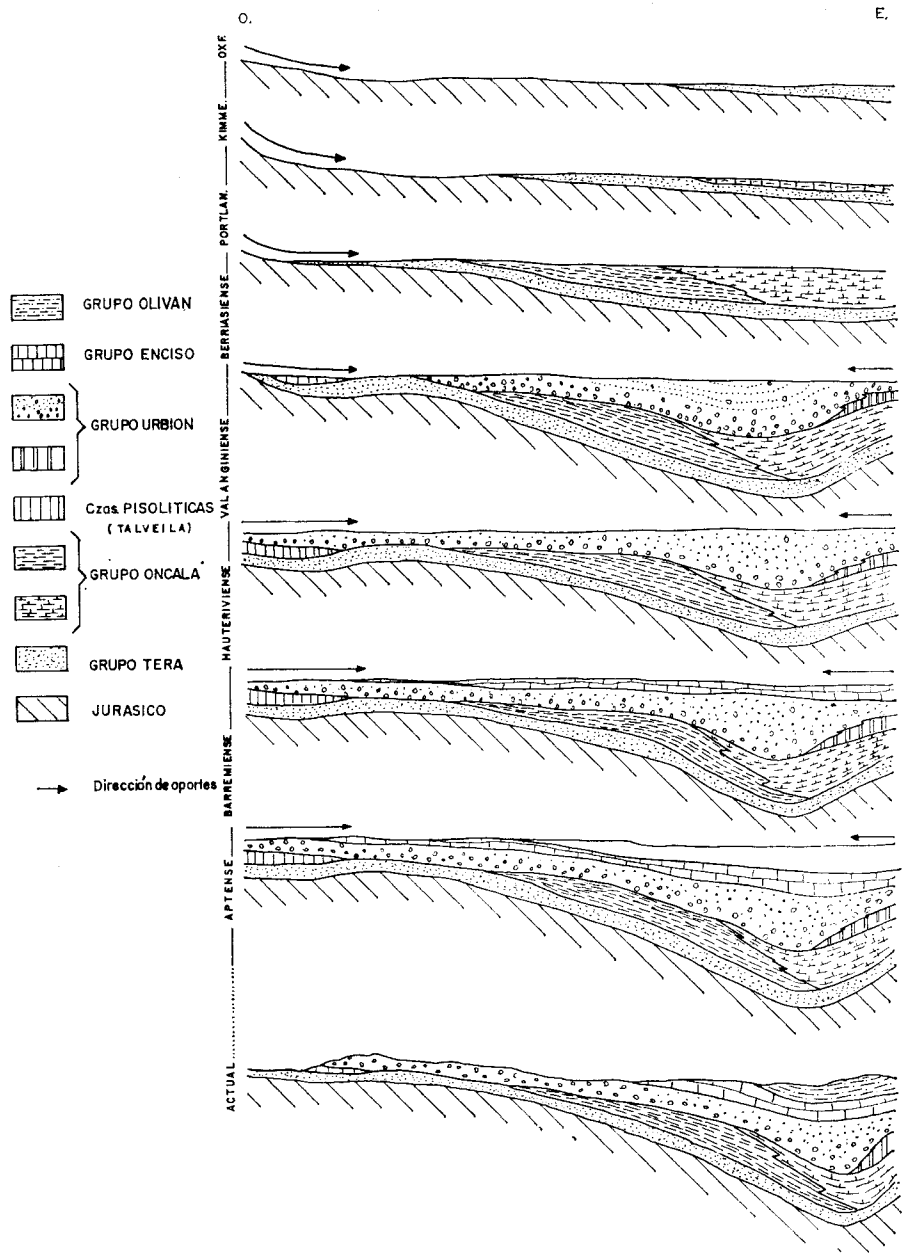 O.
E.
OXF.
KIMME.
PORTLAN.
BERRIASIENSE
VALANGINIENSE
HAUTERIVIENSE
BARREMIENSE
APTENSE
ACTUAL
GRUPO OLIVAN
GRUPO ENCISO
GRUPO URBION
Czas. PISOLITICAS
(TALVEILA)
GRUPO ONCALA
GRUPO TERA
JURASICO
Dirección de aportes